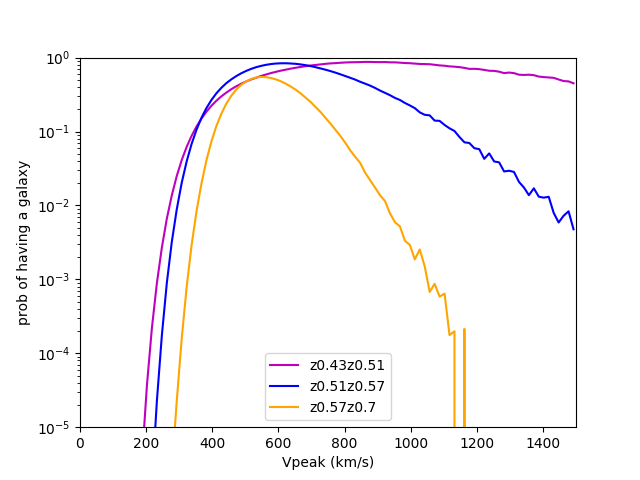 10⁰
10⁻¹
10⁻²
10⁻³
10⁻⁴
10⁻⁵
prob of having a galaxy
z0.43z0.51
z0.51z0.57
z0.57z0.7
0 200 400 600 800 1000 1200 1400
Vpeak (km/s)